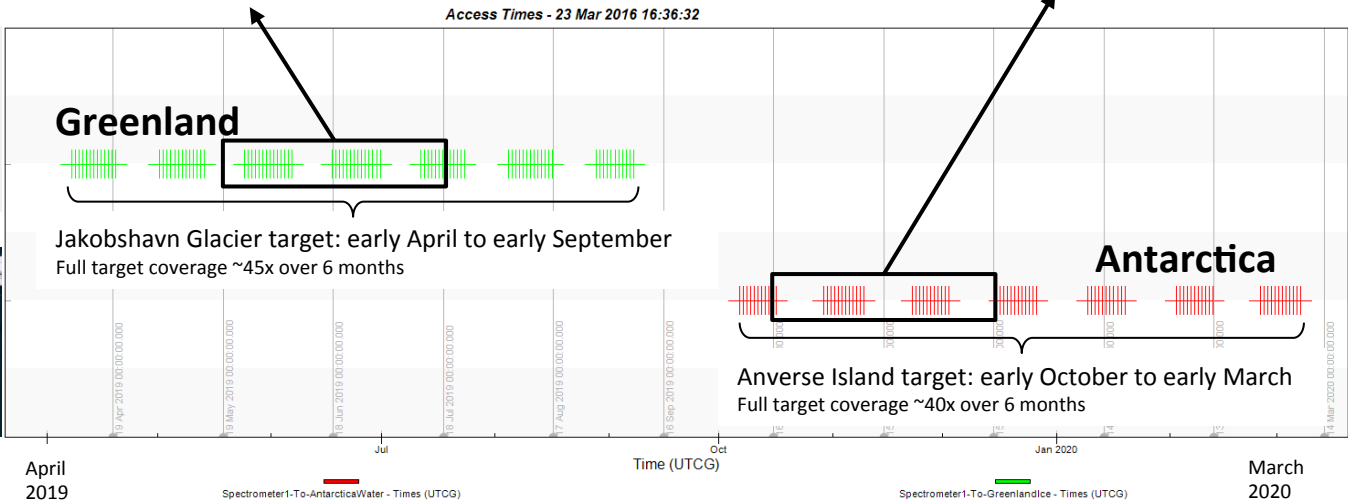 Access Times - 23 Mar 2016 16:36:32
Greenland
Jakobshavn Glacier target: early April to early September
Full target coverage ~45x over 6 months
Antarctica
Anverse Island target: early October to early March
Full target coverage ~40x over 6 months
19 Apr 2019 00:00:00.000
19 May 2019 00:00:00.000
18 Jun 2019 00:00:00.000
18 Jul 2019 00:00:00.000
17 Aug 2019 00:00:00.000
16 Sep 2019 00:00:00.000
14 Mar 2020 00:00:00.000
Jul
Oct
Jan 2020
Time (UTCG)
April
2019
March
2020
Spectrometer1-To-AntarcticaWater - Times (UTCG)
Spectrometer1-To-GreenlandIce - Times (UTCG)